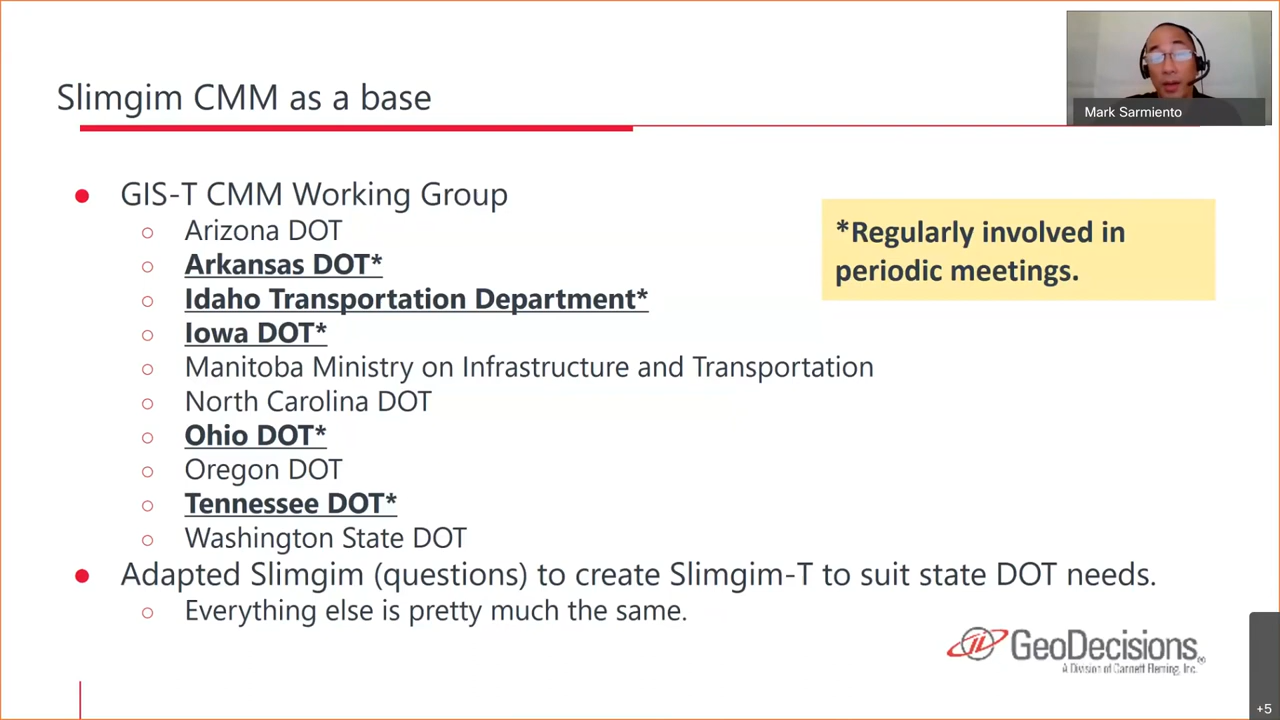 Slimgim CMM as a base
Mark Sarmiento
● GIS-T CMM Working Group
○ Arizona DOT
○ Arkansas DOT*
○ Idaho Transportation Department*
○ Iowa DOT*
○ Manitoba Ministry on Infrastructure and Transportation
○ North Carolina DOT
○ Ohio DOT*
○ Oregon DOT
○ Tennessee DOT*
○ Washington State DOT
● Adapted Slimgim (questions) to create Slimgim-T to suit state DOT needs.
○ Everything else is pretty much the same.
*Regularly involved in
periodic meetings.
GeoDecisions®
A Division of Gannett Fleming, Inc.
+5